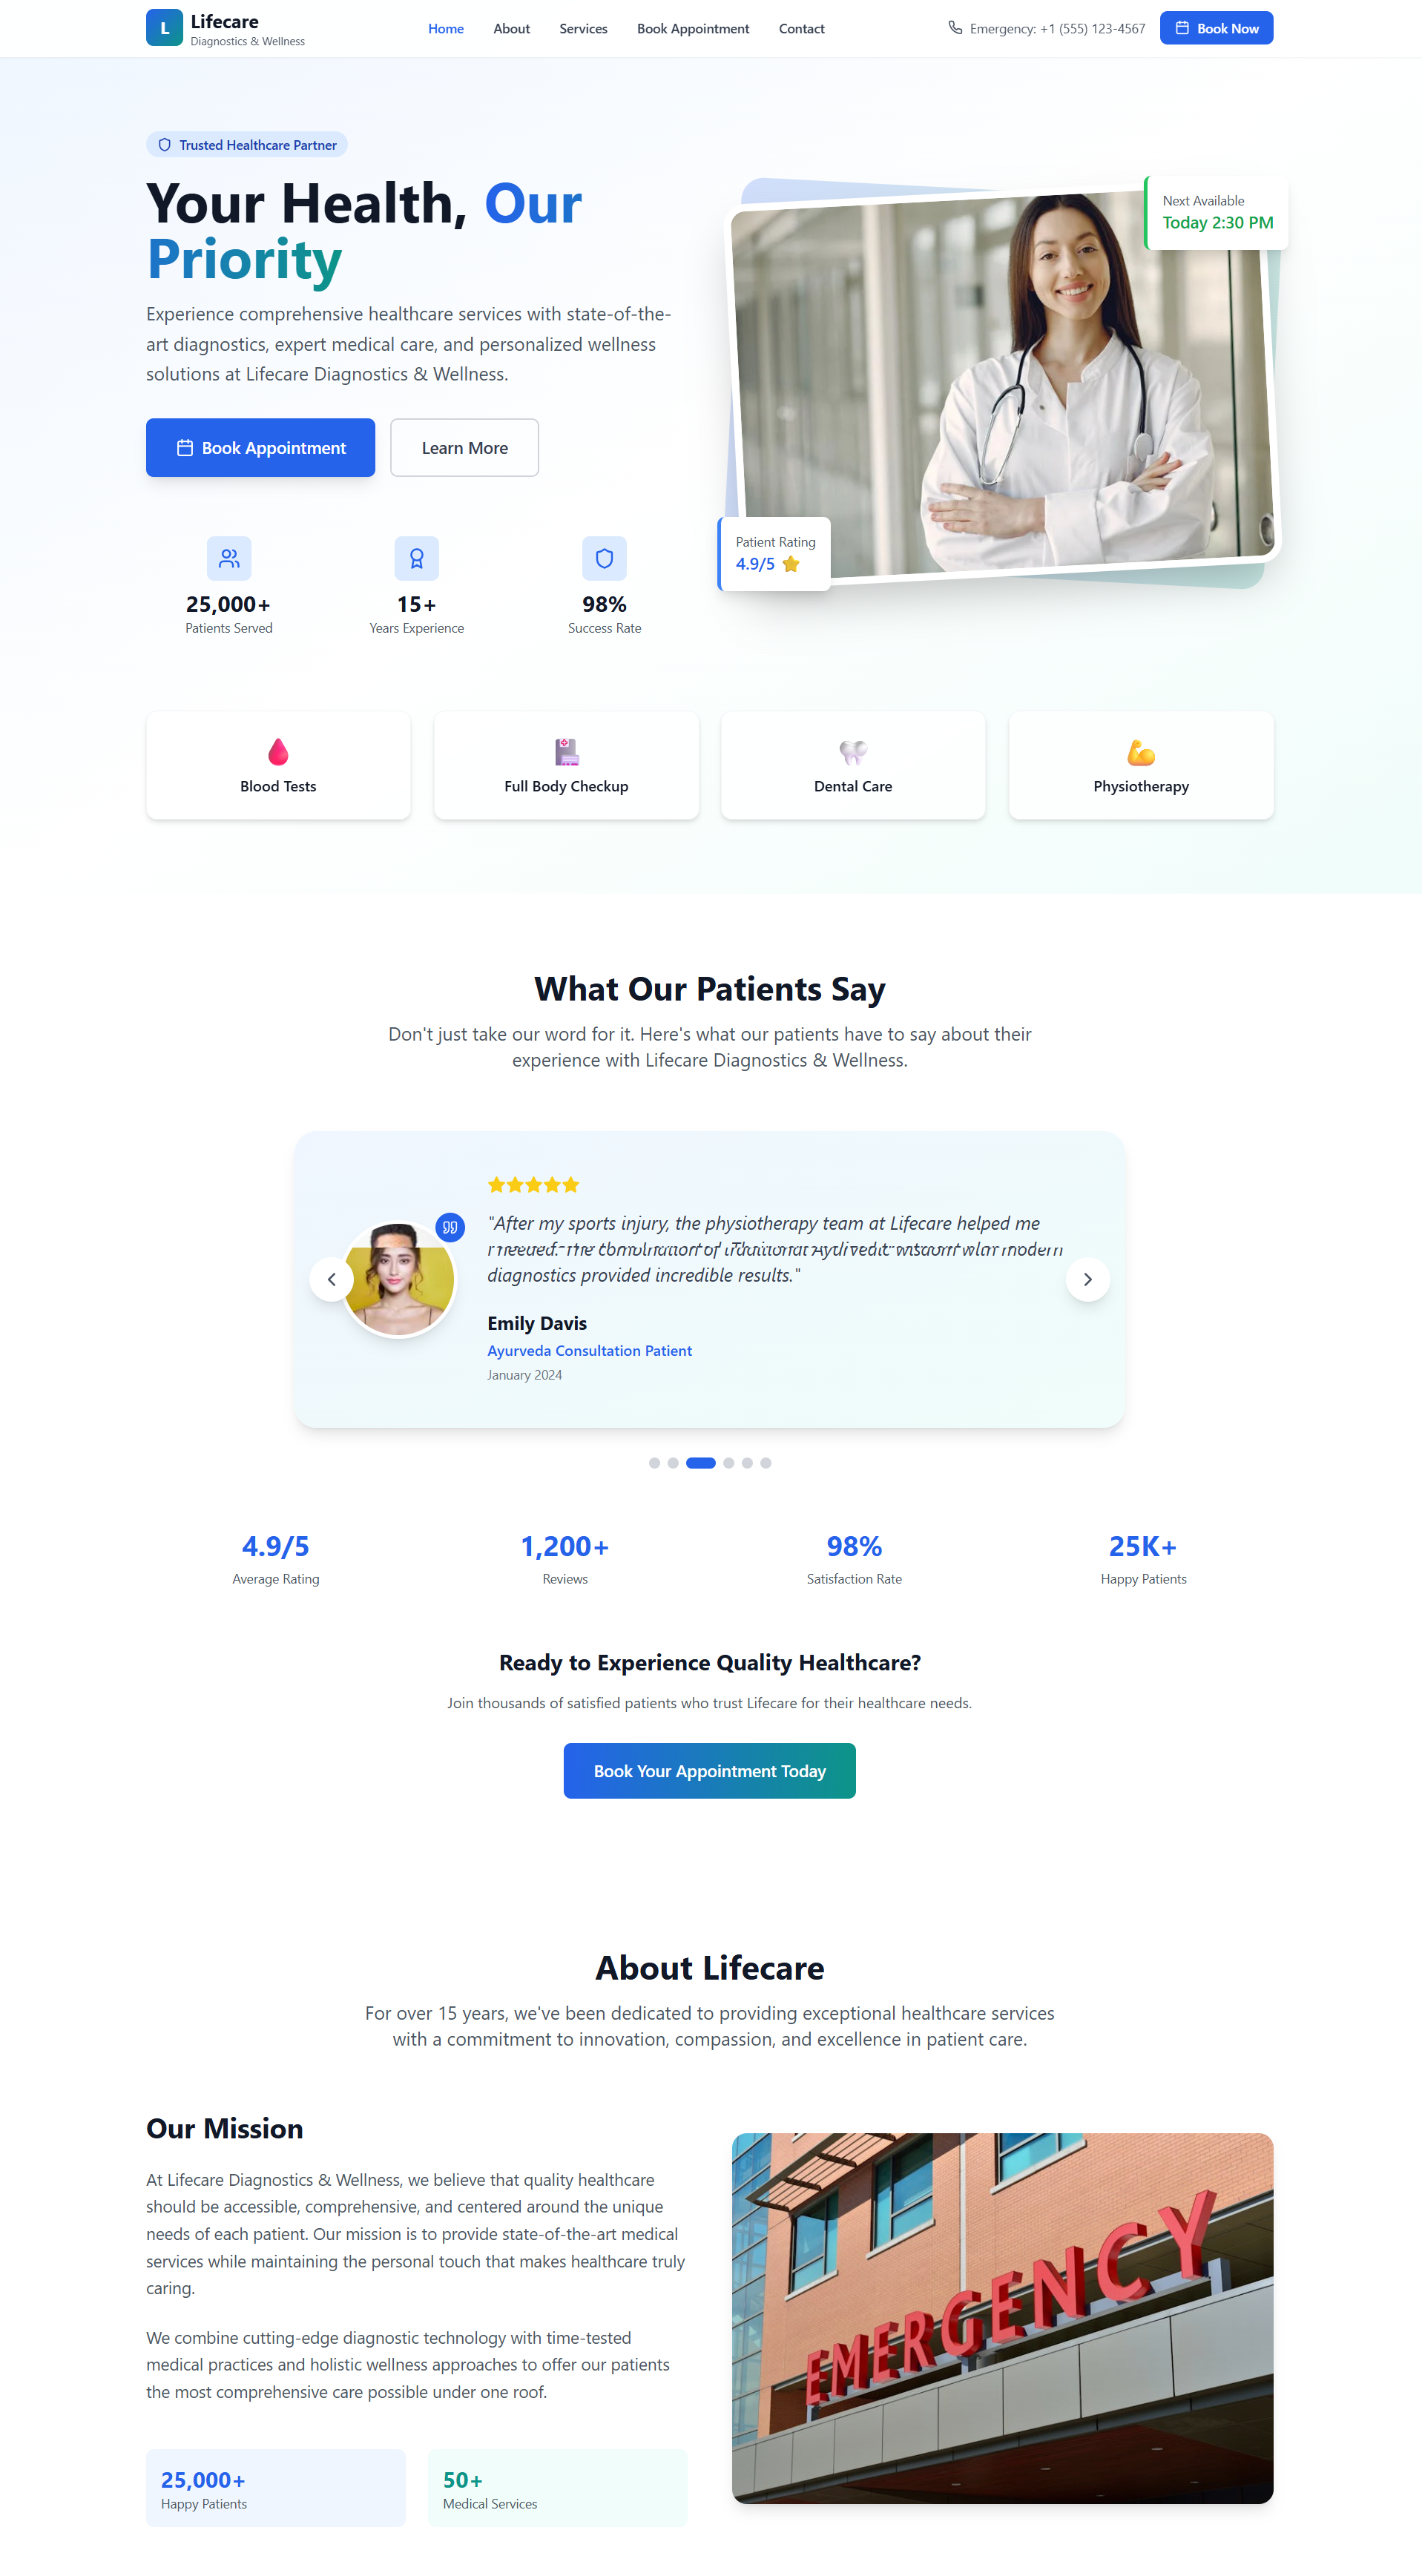 L
Lifecare
Diagnostics & Wellness
Home
About
Services
Book Appointment
Contact
Emergency: +1 (555) 123-4567
Book Now
Trusted Healthcare Partner
Your Health, Our
Priority
Experience comprehensive healthcare services with state-of-the-
art diagnostics, expert medical care, and personalized wellness
solutions at Lifecare Diagnostics & Wellness.
Book Appointment
Learn More
25,000+
Patients Served
15+
Years Experience
98%
Success Rate
Next Available
Today 2:30 PM
Patient Rating
4.9/5 ⭐
Blood Tests
Full Body Checkup
Dental Care
Physiotherapy
What Our Patients Say
Don't just take our word for it. Here's what our patients have to say about their
experience with Lifecare Diagnostics & Wellness.
"After my sports injury, the physiotherapy team at Lifecare helped me
modern
diagnostics provided incredible results."
Emily Davis
Ayurveda Consultation Patient
January 2024
4.9/5
Average Rating
1,200+
Reviews
98%
Satisfaction Rate
25K+
Happy Patients
Ready to Experience Quality Healthcare?
Join thousands of satisfied patients who trust Lifecare for their healthcare needs.
Book Your Appointment Today
About Lifecare
For over 15 years, we've been dedicated to providing exceptional healthcare services
with a commitment to innovation, compassion, and excellence in patient care.
Our Mission
At Lifecare Diagnostics & Wellness, we believe that quality healthcare
should be accessible, comprehensive, and centered around the unique
needs of each patient. Our mission is to provide state-of-the-art medical
services while maintaining the personal touch that makes healthcare truly
caring.
We combine cutting-edge diagnostic technology with time-tested
medical practices and holistic wellness approaches to offer our patients
the most comprehensive care possible under one roof.
25,000+
Happy Patients
50+
Medical Services
EMERGENCY